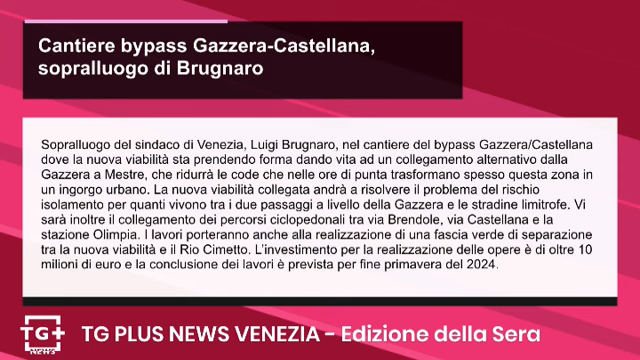 Cantiere bypass Gazzera-Castellana,
sopralluogo di Brugnaro
Sopralluogo del sindaco di Venezia, Luigi Brugnaro, nel cantiere del bypass Gazzera/Castellana
dove la nuova viabilità sta prendendo forma dando vita ad un collegamento alternativo dalla
Gazzera a Mestre, che ridurrà le code che nelle ore di punta trasformano spesso questa zona in
un ingorgo urbano. La nuova viabilità collegata andrà a risolvere il problema del rischio
isolamento per quanti vivono tra i due passaggi a livello della Gazzera e le stradine limitrofe. Vi
sarà inoltre il collegamento dei percorsi ciclopedonali tra via Brendole, via Castellana e la
stazione Olimpia. I lavori porteranno anche alla realizzazione di una fascia verde di separazione
tra la nuova viabilità e il Rio Cimetto. L'investimento per la realizzazione delle opere è di oltre 10
milioni di euro e la conclusione dei lavori è prevista per fine primavera del 2024.
TG+
NEWS
TG PLUS NEWS VENEZIA - Edizione della Sera